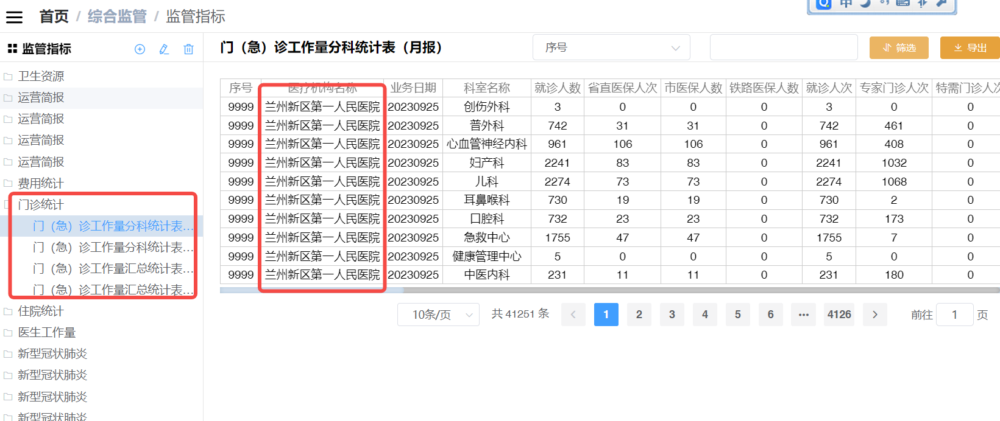 首页 / 综合监管 / 监管指标
中
监管指标
卫生资源
运营简报
运营简报
运营简报
运营简报
费用统计
门诊统计
门（急）诊工作量分科统计表...
门（急）诊工作量分科统计表...
门（急）诊工作量汇总统计表...
门（急）诊工作量汇总统计表...
住院统计
医生工作量
新型冠状肺炎
新型冠状肺炎
新型冠状肺炎
新型冠状肺炎
门（急）诊工作量分科统计表（月报）
序号
筛选
导出
序号 医疗机构名称 业务日期 科室名称 就诊人数 省直医保人次 市医保人数 铁路医保人数 就诊人次 专家门诊人次 特需门诊人次
9999 兰州新区第一人民医院 20230925 创伤外科 3 0 0 0 3 0 0
9999 兰州新区第一人民医院 20230925 普外科 742 31 31 0 742 461 0
9999 兰州新区第一人民医院 20230925 心血管神经内科 961 106 106 0 961 408 0
9999 兰州新区第一人民医院 20230925 妇产科 2241 83 83 0 2241 1032 0
9999 兰州新区第一人民医院 20230925 儿科 2274 73 73 0 2274 1068 0
9999 兰州新区第一人民医院 20230925 耳鼻喉科 730 19 19 0 730 2 0
9999 兰州新区第一人民医院 20230925 口腔科 732 23 23 0 732 173 0
9999 兰州新区第一人民医院 20230925 急救中心 1755 47 47 0 1755 7 0
9999 兰州新区第一人民医院 20230925 健康管理中心 5 0 0 0 5 0 0
9999 兰州新区第一人民医院 20230925 中医内科 231 11 11 0 231 180 0
10条/页 共 41251 条 < 1 2 3 4 5 6 ... 4126 > 前往 1 页